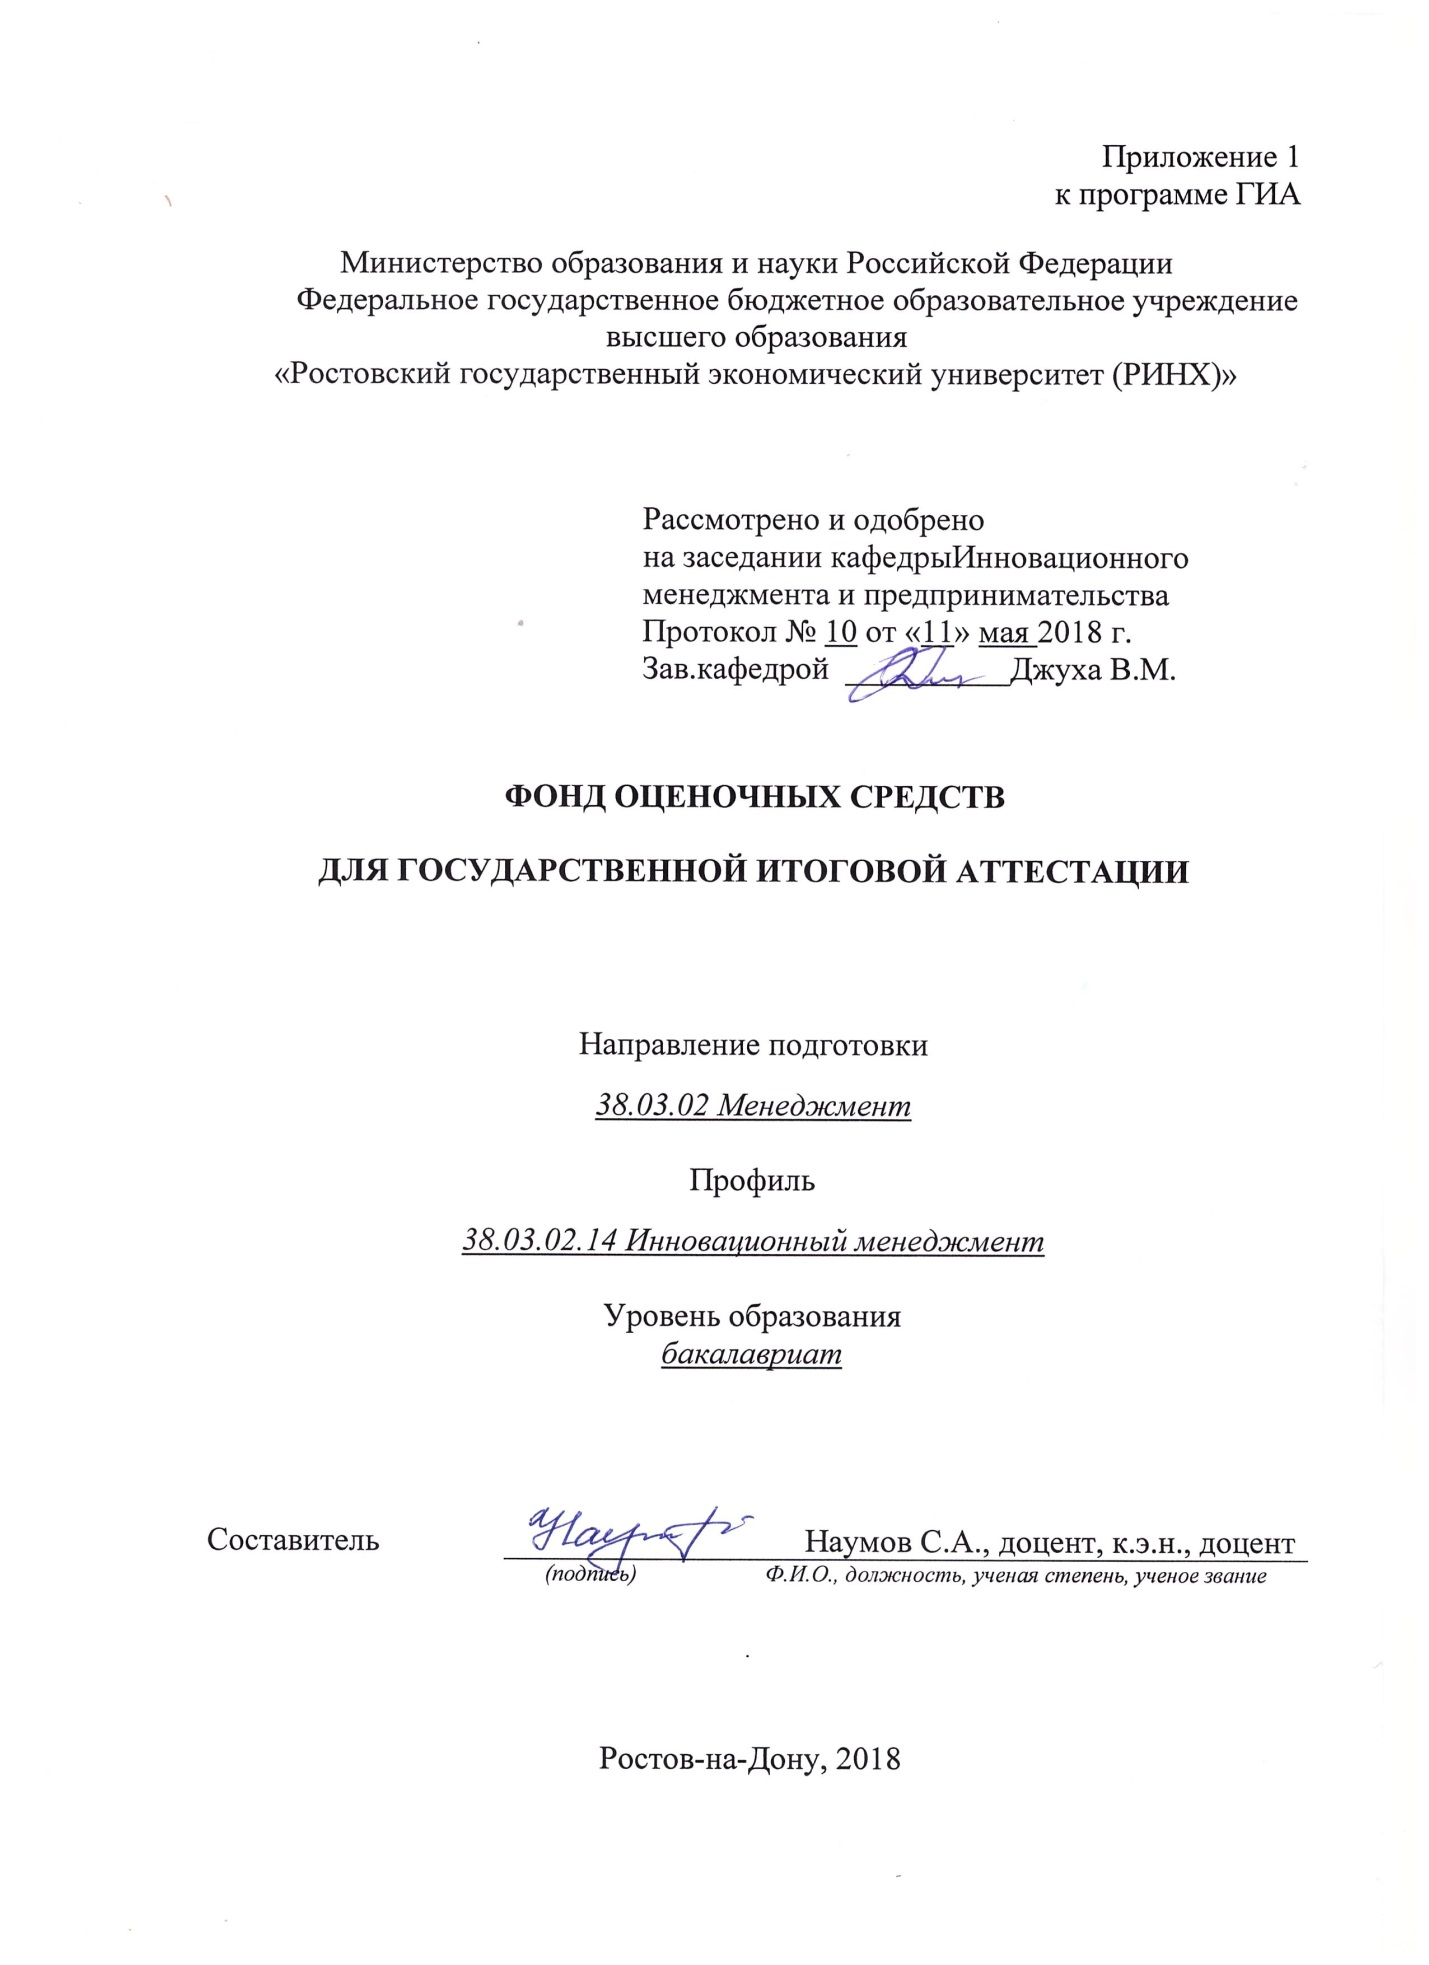 Приложение 1
к программе ГИА
Министерство образования и науки Российской Федерации
Федеральное государственное бюджетное образовательное учреждение
высшего образования
«Ростовский государственный экономический университет (РИНХ)»
Рассмотрено и одобрено
на заседании кафедрыИнновационного
менеджмента и предпринимательства
Протокол № 10 от «11» мая 2018 г.
Зав.кафедрой Джуха В.М.
ФОНД ОЦЕНОЧНЫХ СРЕДСТВ
ДЛЯ ГОСУДАРСТВЕННОЙ ИТОГОВОЙ АТТЕСТАЦИИ
Направление подготовки
38.03.02 Менеджмент
Профиль
38.03.02.14 Инновационный менеджмент
Уровень образования
бакалавриат
Составитель Наумов С.А., доцент, к.э.н., доцент
(подпись) Ф.И.О., должность, ученая степень, ученое звание
Ростов-на-Дону, 2018